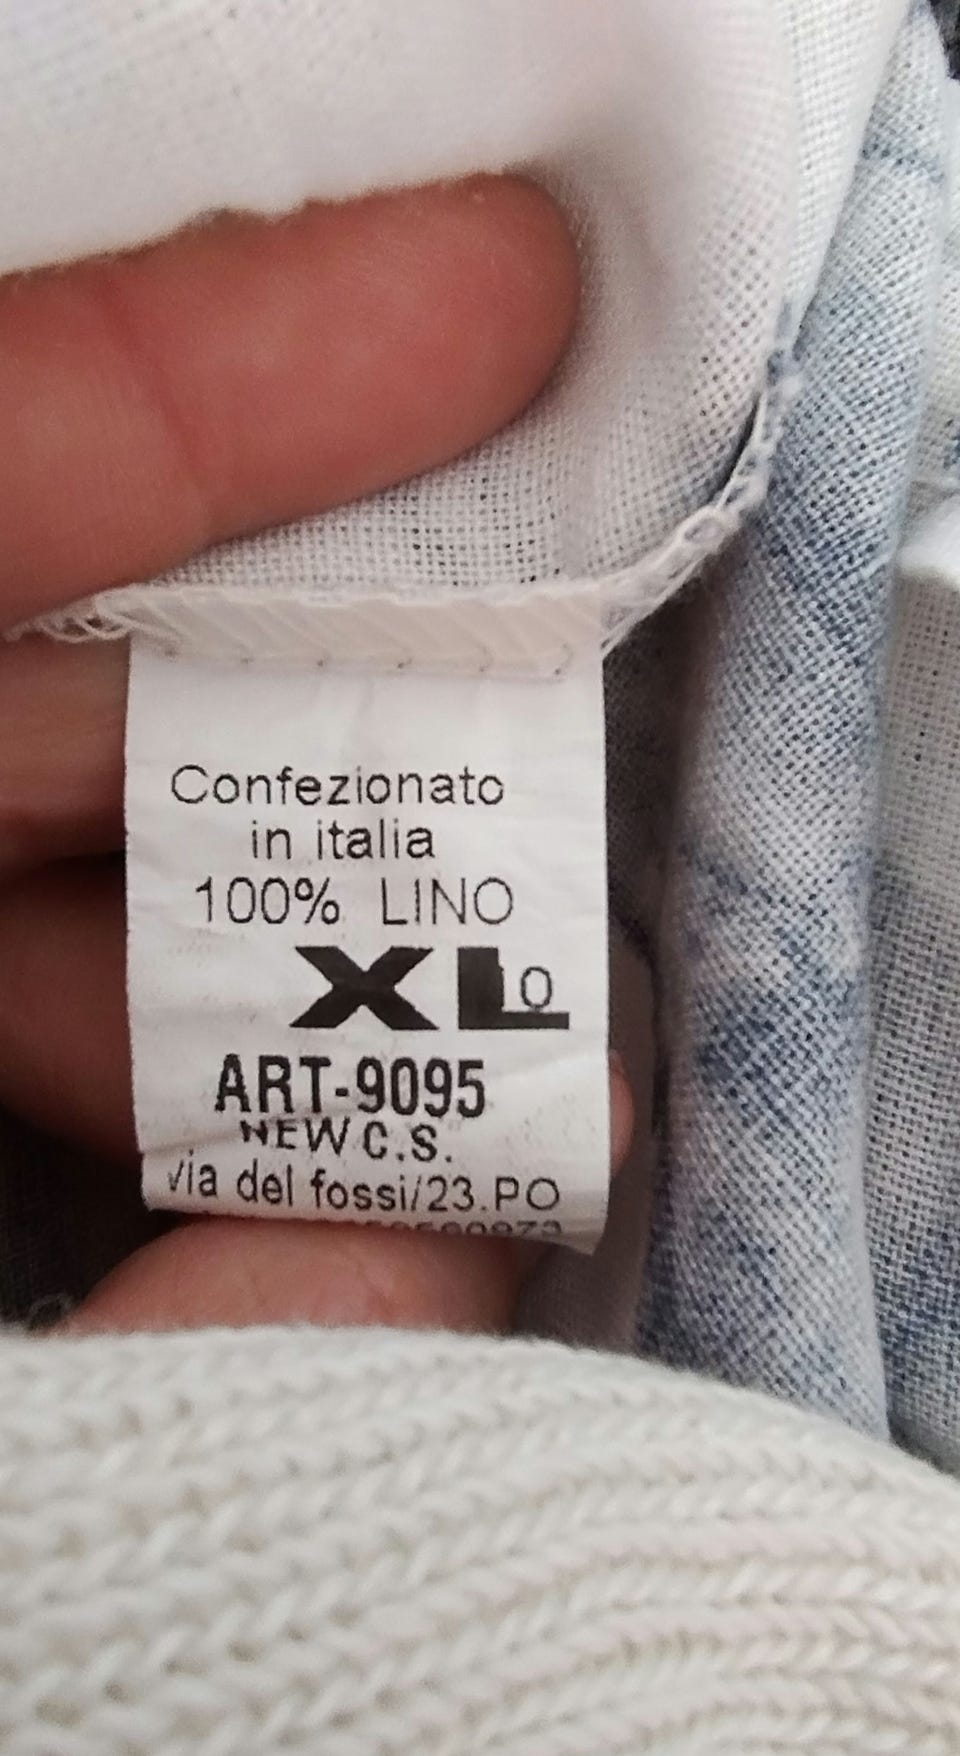 Confezionato
in italia
100% LINO
XL
ART-9095
NEW C.S.
via del fossi/23.PO